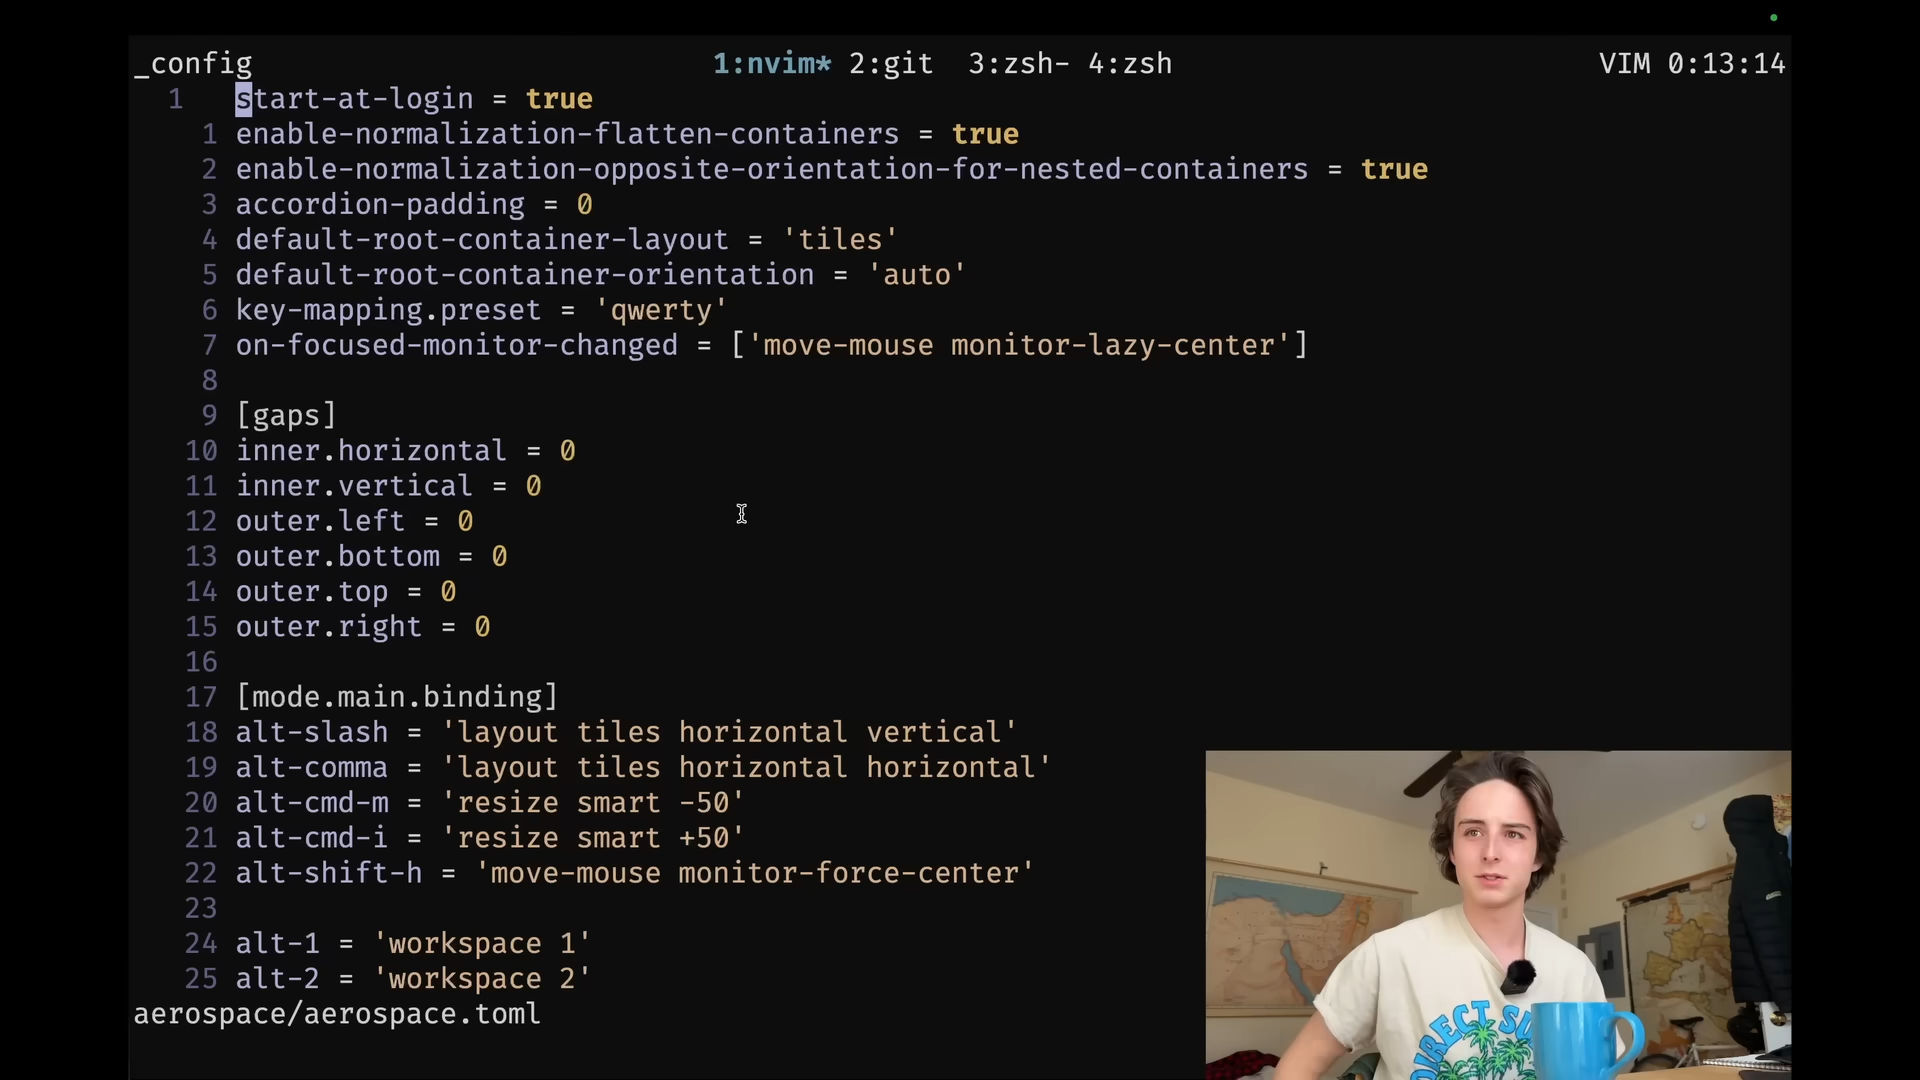 _config 1:nvim* 2:git 3:zsh- 4:zsh VIM 0:13:14
1 start-at-login = true
1 enable-normalization-flatten-containers = true
2 enable-normalization-opposite-orientation-for-nested-containers = true
3 accordion-padding = 0
4 default-root-container-layout = 'tiles'
5 default-root-container-orientation = 'auto'
6 key-mapping.preset = 'qwerty'
7 on-focused-monitor-changed = ['move-mouse monitor-lazy-center']
8
9 [gaps]
10 inner.horizontal = 0
11 inner.vertical = 0
12 outer.left = 0
13 outer.bottom = 0
14 outer.top = 0
15 outer.right = 0
16
17 [mode.main.binding]
18 alt-slash = 'layout tiles horizontal vertical'
19 alt-comma = 'layout tiles horizontal horizontal'
20 alt-cmd-m = 'resize smart -50'
21 alt-cmd-i = 'resize smart +50'
22 alt-shift-h = 'move-mouse monitor-force-center'
23
24 alt-1 = 'workspace 1'
25 alt-2 = 'workspace 2'
aerospace/aerospace.toml
DIRECT